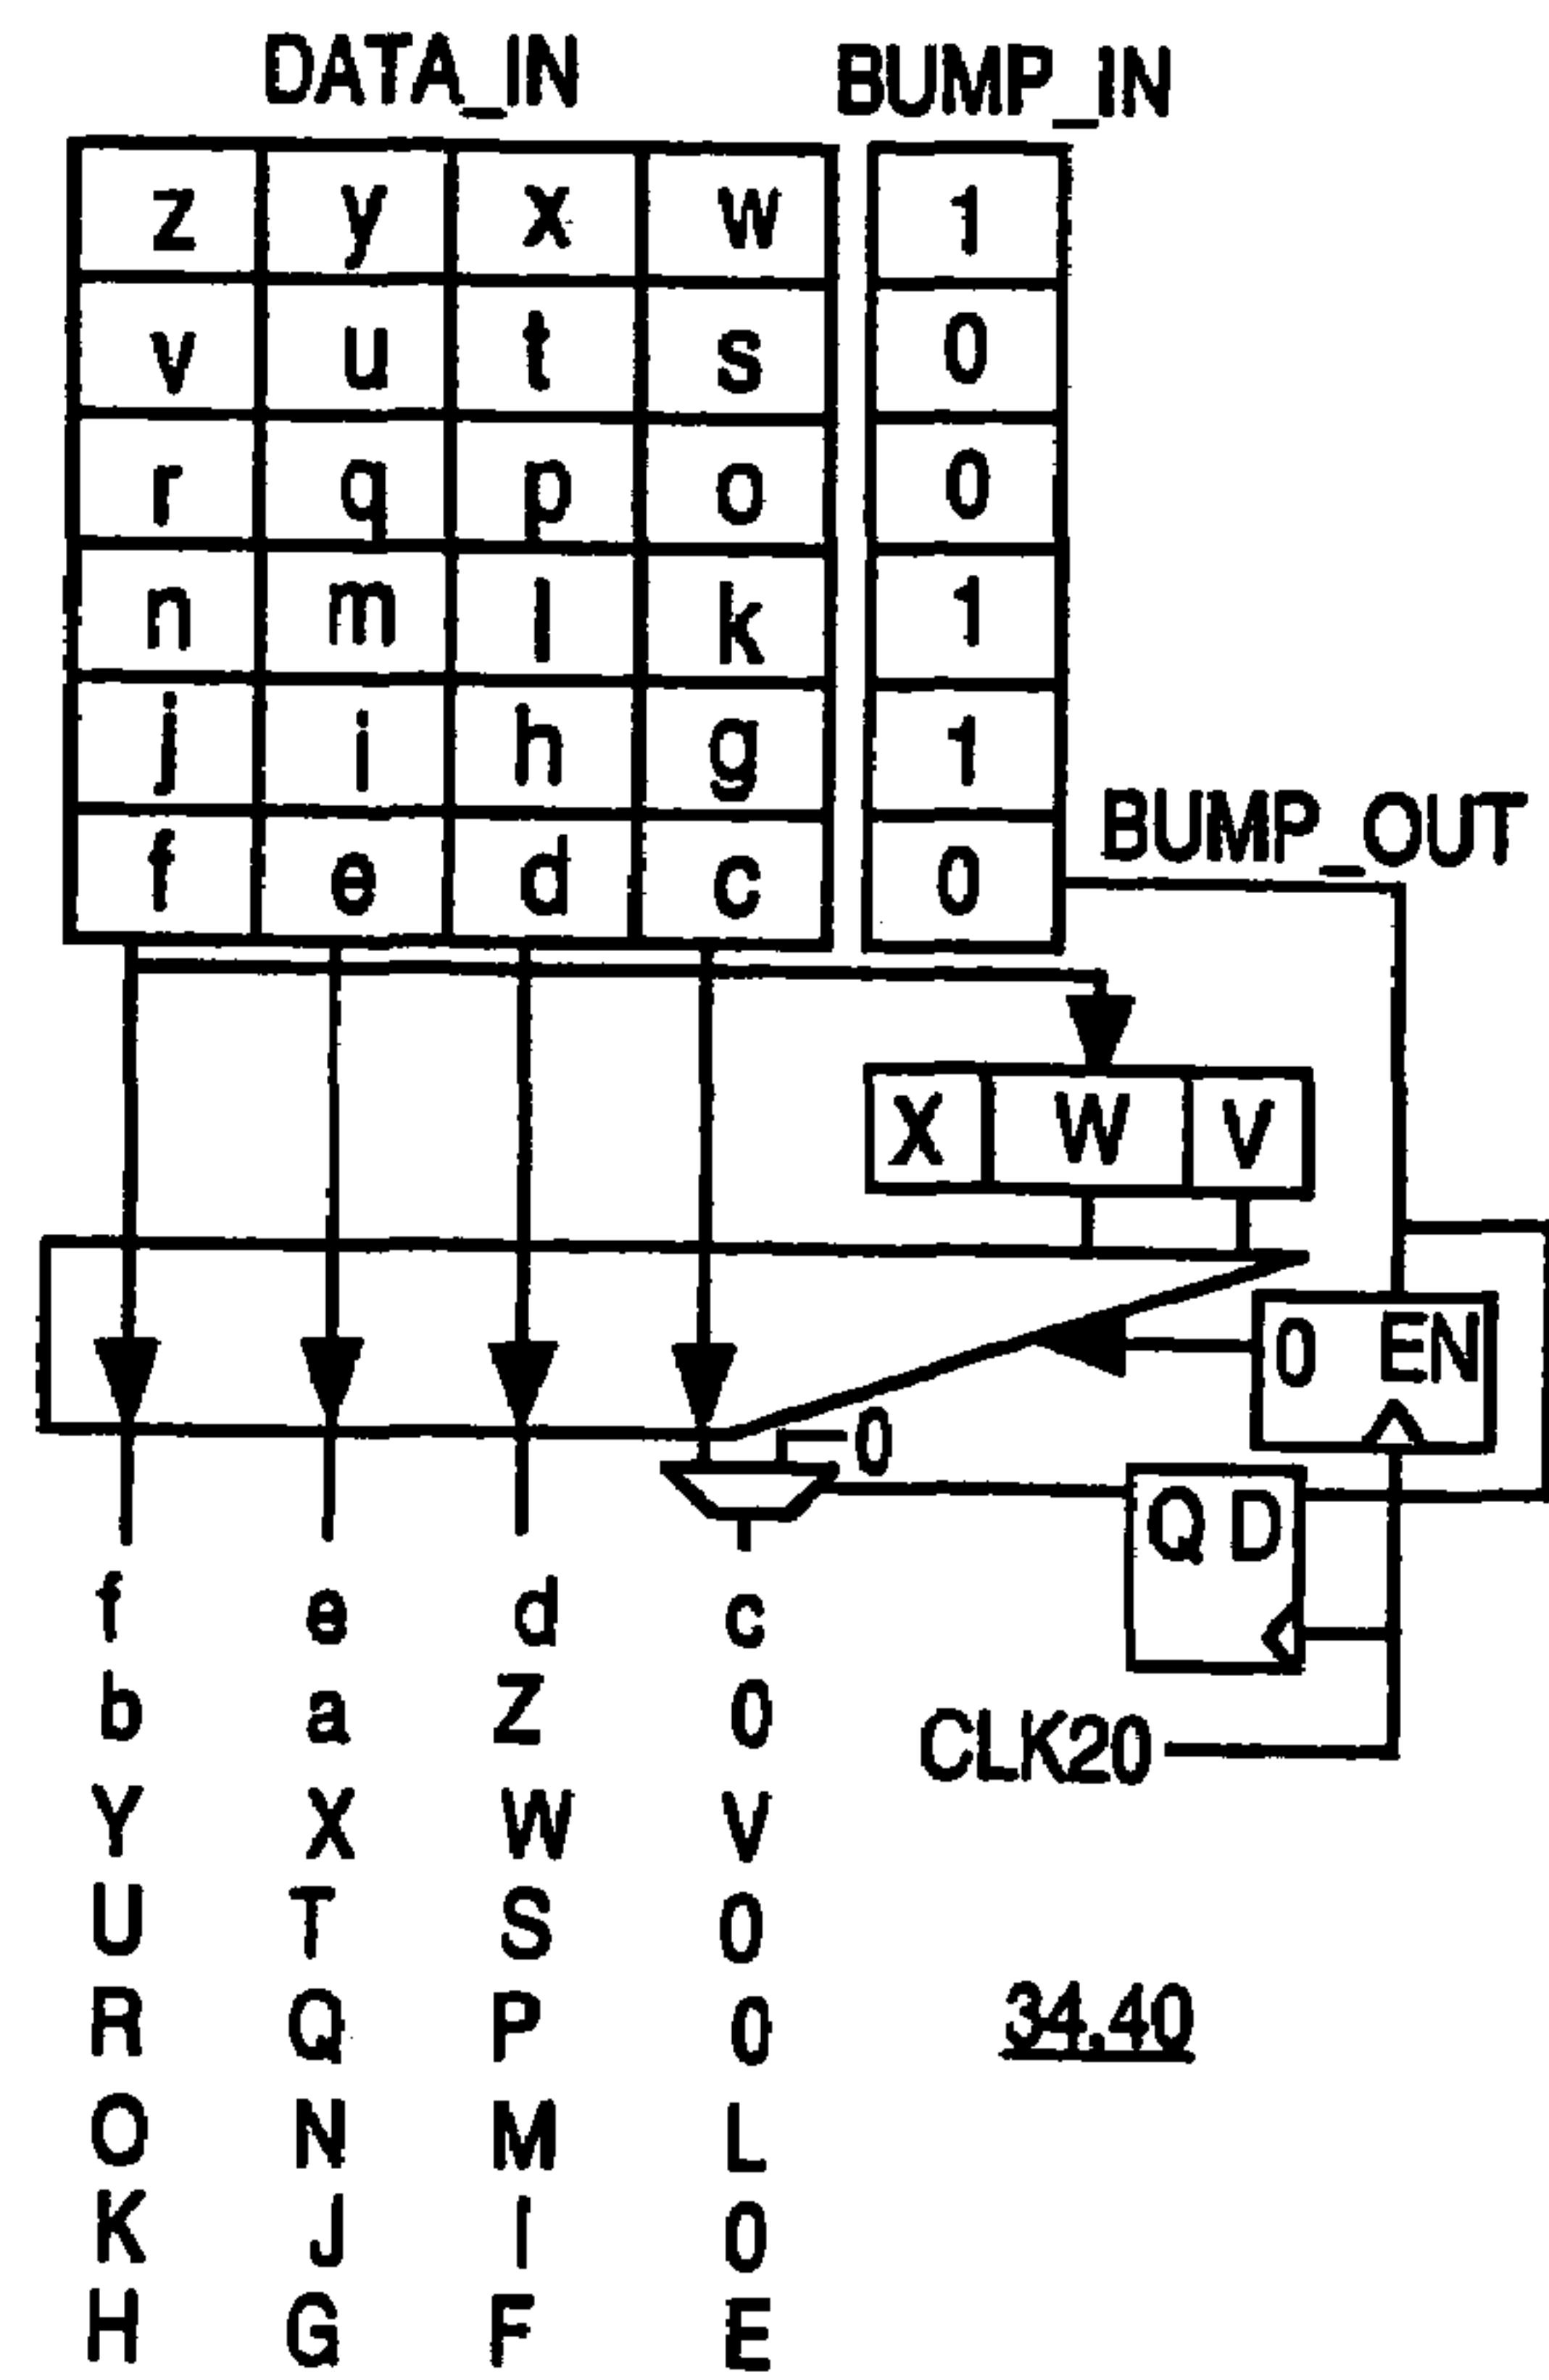 DATA_IN BUMP_IN
z y x w 1
v u t s 0
r q p o 0
n m l k 1
j i h g 1
f e d c 0
BUMP_OUT
X W V
0 EN
0
Q D
f e d c
b a Z 0
CLK20
Y X W V
U T S 0
R Q P 0
34.40
O N M L
K J I 0
H G F E